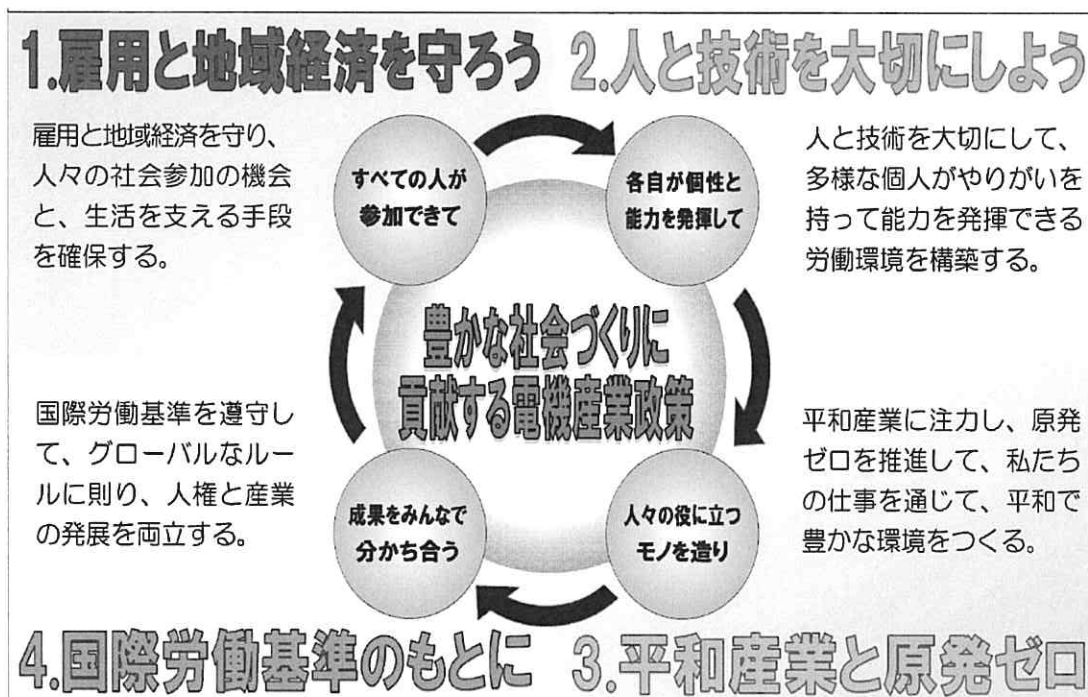 1.雇用と地域経済を守ろう
雇用と地域経済を守り、
人々の社会参加の機会
と、生活を支える手段
を確保する。
すべての人が
参加できて
2.人と技術を大切にしよう
人と技術を大切にして、
多様な個人がやりがいを
持って能力を発揮できる
労働環境を構築する。
各自が個性と
能力を発揮して
豊かな社会づくりに
貢献する電機産業政策
人々の役に立つ
モノを造り
平和産業に注力し、原発
ゼロを推進して、私たち
の仕事を通じて、平和で
豊かな環境をつくる。
3.平和産業と原発ゼロ
成果をみんなで
分かち合う
国際労働基準を遵守し
て、グローバルなルー
ルに則り、人権と産業
の発展を両立する。
4.国際労働基準のもとに